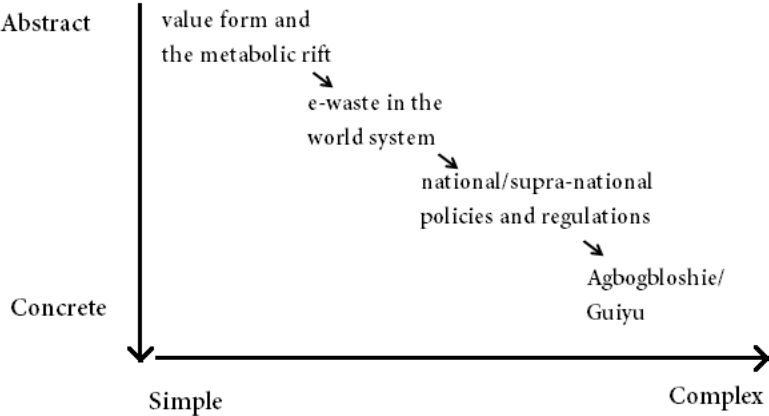 Abstract
value form and
the metabolic rift
e-waste in the
world system
national/supra-national
policies and regulations
Agbogbloshie/
Guiyu
Concrete
Simple
Complex